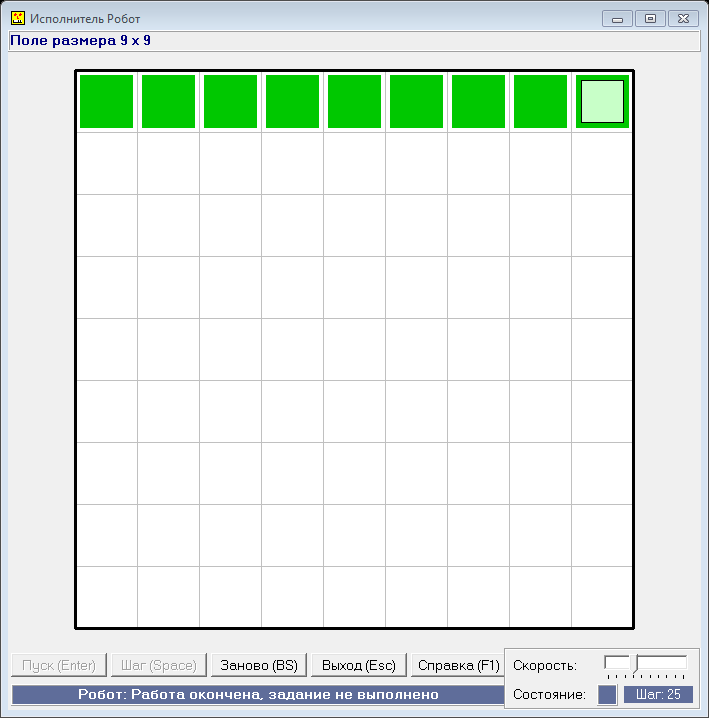 Исполнитель Робот
Поле размера 9 x 9
Пуск (Enter) Шаг (Space) Заново (BS) Выход (Esc) Справка (F1) Скорость:
Робот: Работа окончена, задание не выполнено Состояние: Шаг: 25